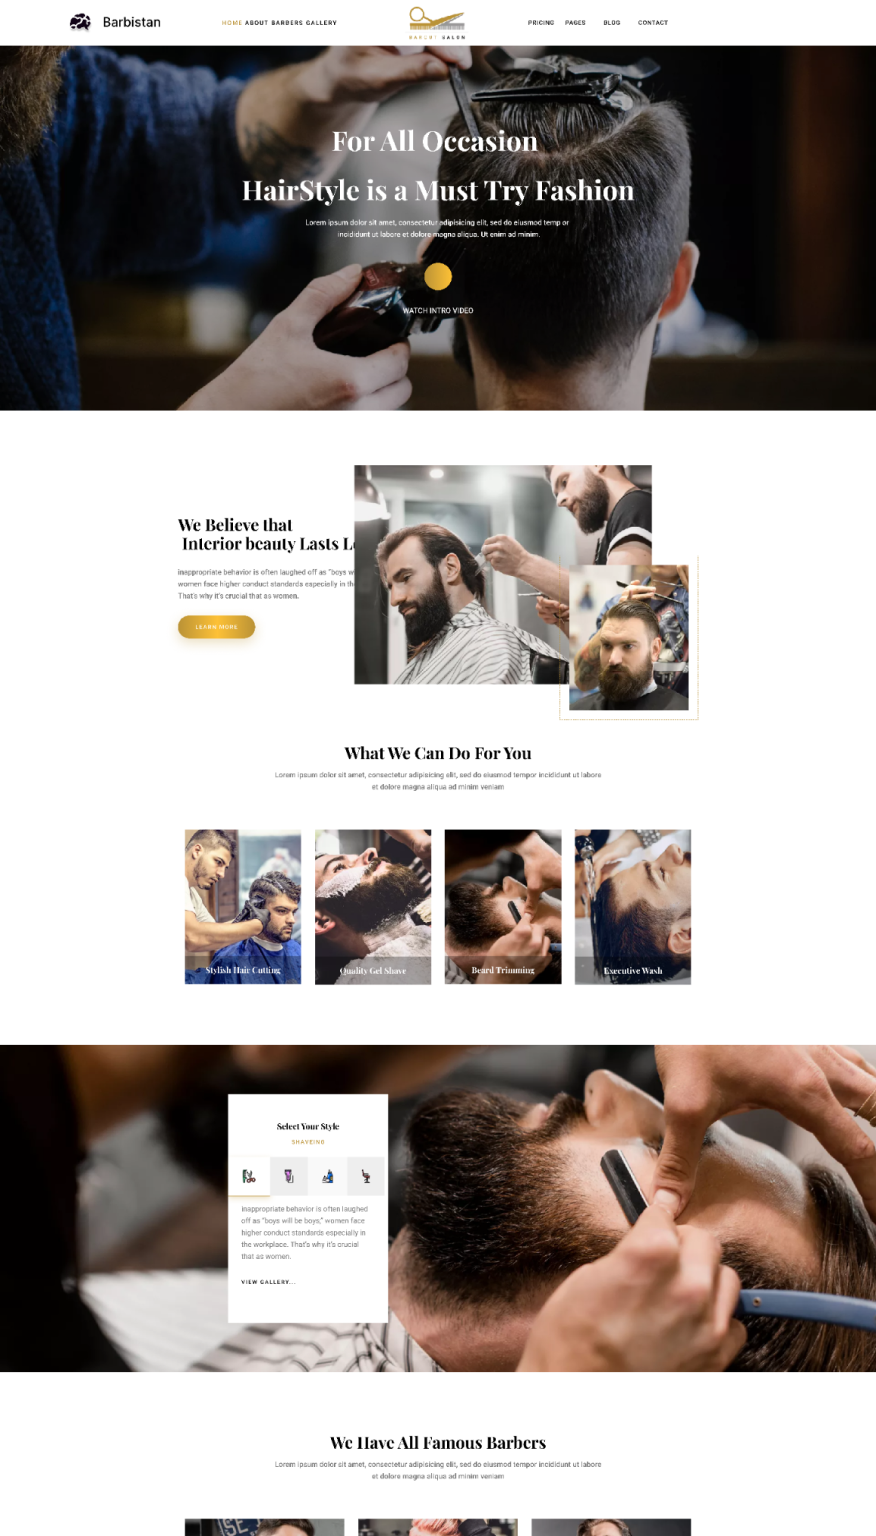 Barbistan
HOME ABOUT BARBERS GALLERY
SALON
PRICING PAGES BLOG CONTACT
For All Occasion
HairStyle is a Must Try Fashion
Lorem ipsum dolor sit amet, consectetur adipisicing elit, sed do eiusmod temp or
incididunt ut labore et dolore magna aliqua. Ut enim ad minim.
WATCH INTRO VIDEO
We Believe that
Interior beauty Lasts
inappropriate behavior is often laughed off as "boys
women face higher conduct standards especially in
That's why it's crucial that as women.
LEARN MORE
What We Can Do For You
Lorem ipsum dolor sit amet, consectetur adipisicing elit, sed do eiusmod tempor incididunt ut labore
et dolore magna aliqua ad minim veniam
Stylish Hair Cutting
Quality Gel Shave
Beard Trimming
Executive Wash
Select Your Style
SHAVEING
inappropriate behavior is often laughed
off as "boys will be boys," women face
higher conduct standards especially in
the workplace. That's why it's crucial
that as women.
VIEW GALLERY...
We Have All Famous Barbers
Lorem ipsum dolor sit amet, consectetur adipisicing elit, sed do eiusmod tempor incididunt ut labore
et dolore magna aliqua ad minim veniam